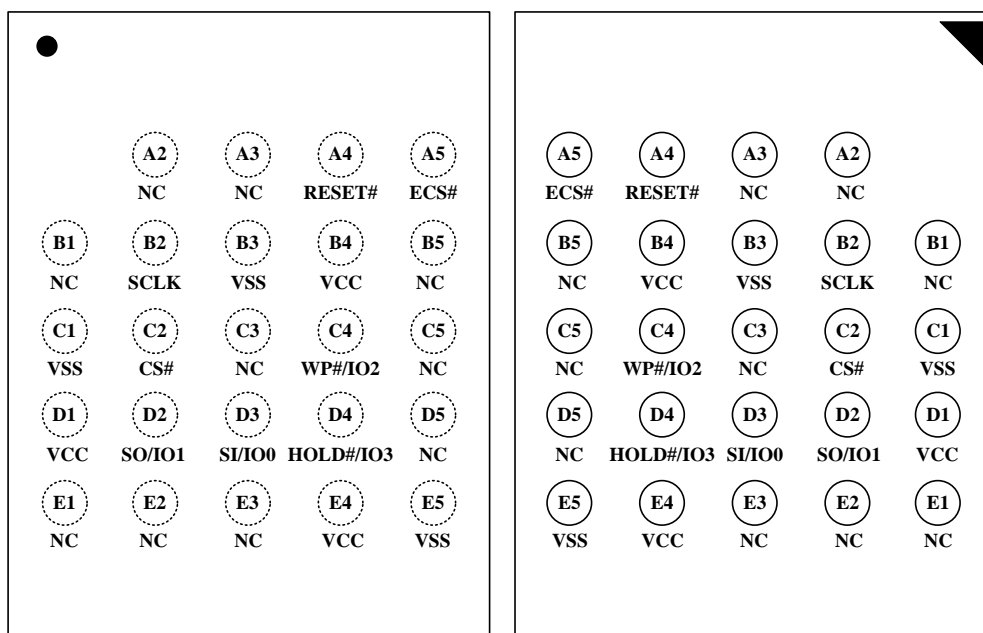 A2 A3 A4 A5 A5 A4 A3 A2
NC NC RESET# ECS# ECS# RESET# NC NC
B1 B2 B3 B4 B5 B5 B4 B3 B2 B1
NC SCLK VSS VCC NC NC VCC VSS SCLK NC
C1 C2 C3 C4 C5 C5 C4 C3 C2 C1
VSS CS# NC WP#/IO2 NC NC WP#/IO2 NC CS# VSS
D1 D2 D3 D4 D5 D5 D4 D3 D2 D1
VCC SO/IO1 SI/IO0 HOLD#/IO3 NC NC HOLD#/IO3 SI/IO0 SO/IO1 VCC
E1 E2 E3 E4 E5 E5 E4 E3 E2 E1
NC NC NC VCC VSS VSS VCC NC NC NC